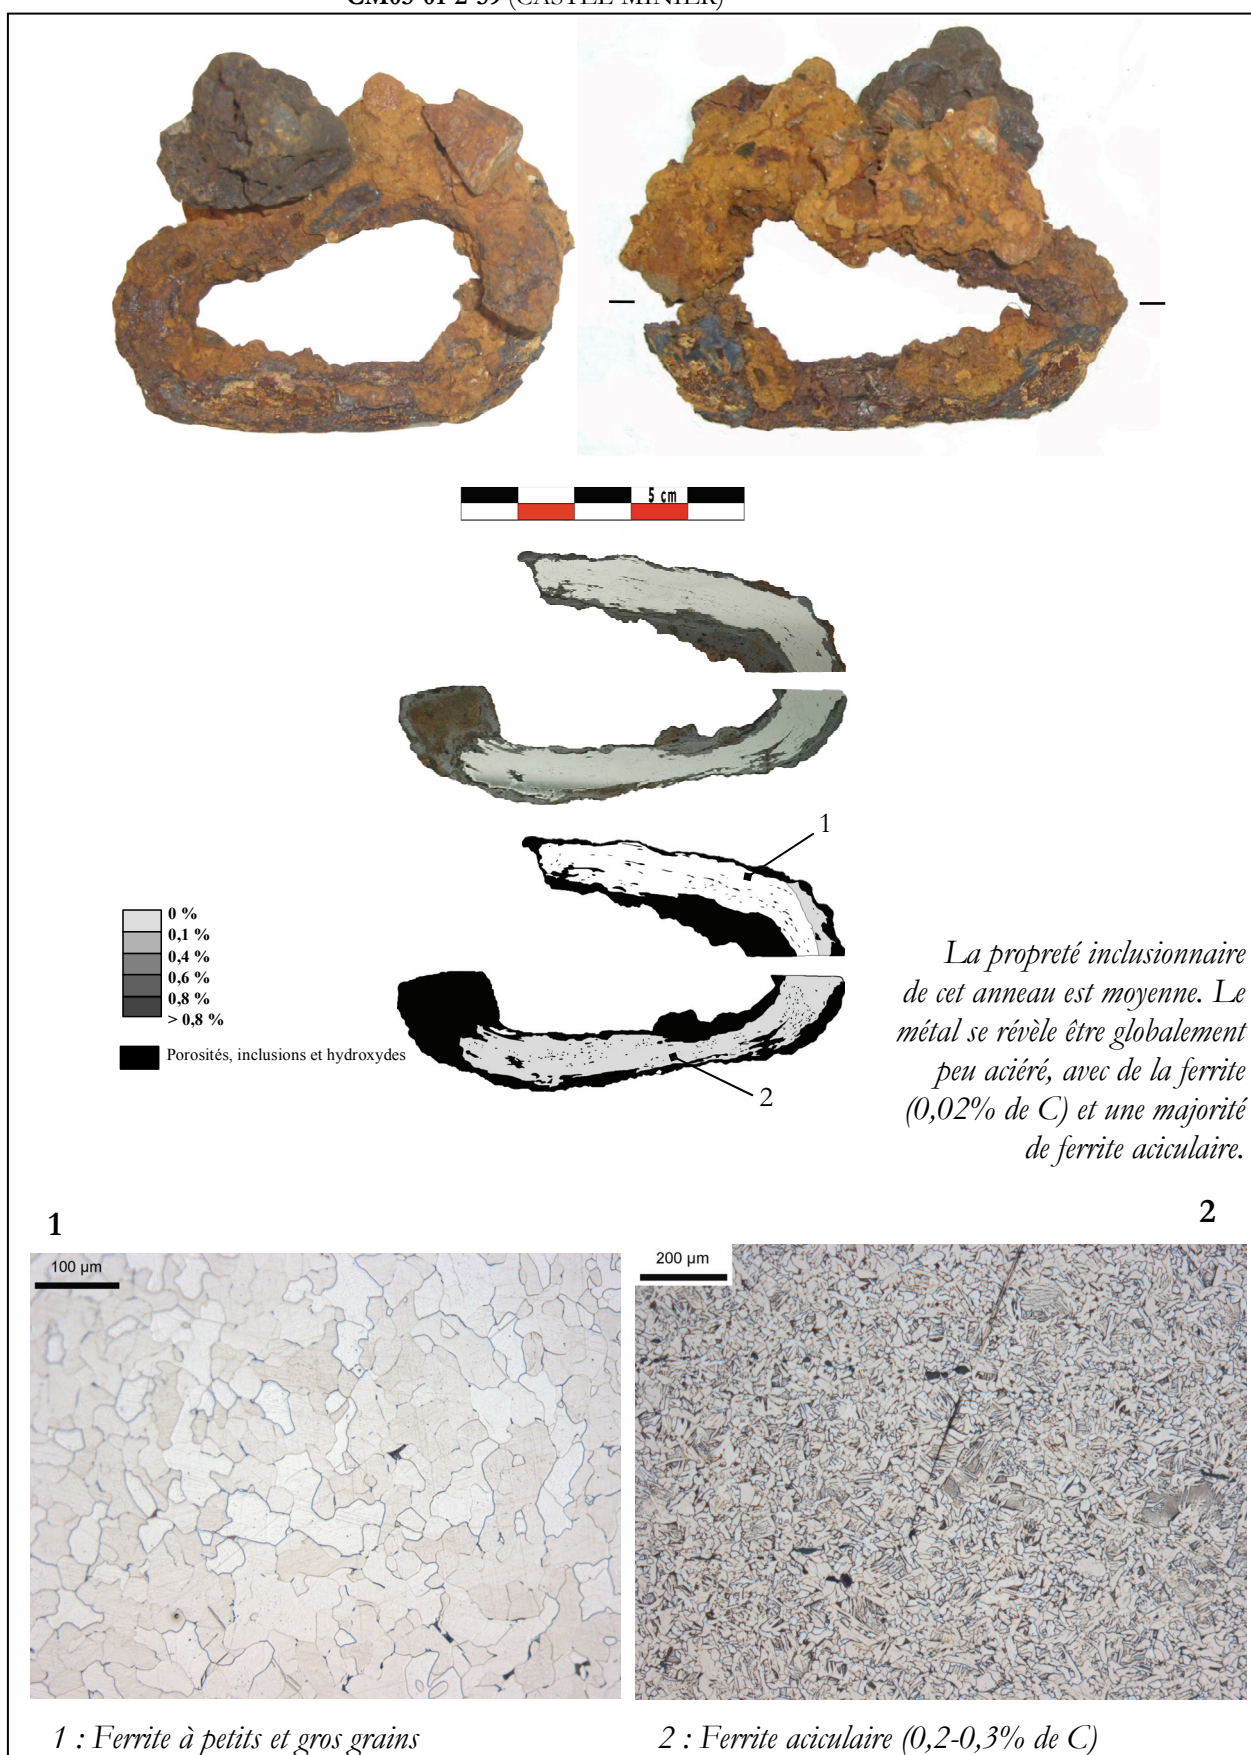 (CASTEL-MINIER)
5 cm
1
0 %
0,1 %
0,4 %
0,6 %
0,8 %
> 0,8 %
Porosités, inclusions et hydroxydes
2
La propreté inclusionnaire
de cet anneau est moyenne. Le
métal se révèle être globalement
peu aciéré, avec de la ferrite
(0,02% de C) et une majorité
de ferrite aciculaire.
1
2
100 µm
200 µm
1 : Ferrite à petits et gros grains
2 : Ferrite aciculaire (0,2-0,3% de C)